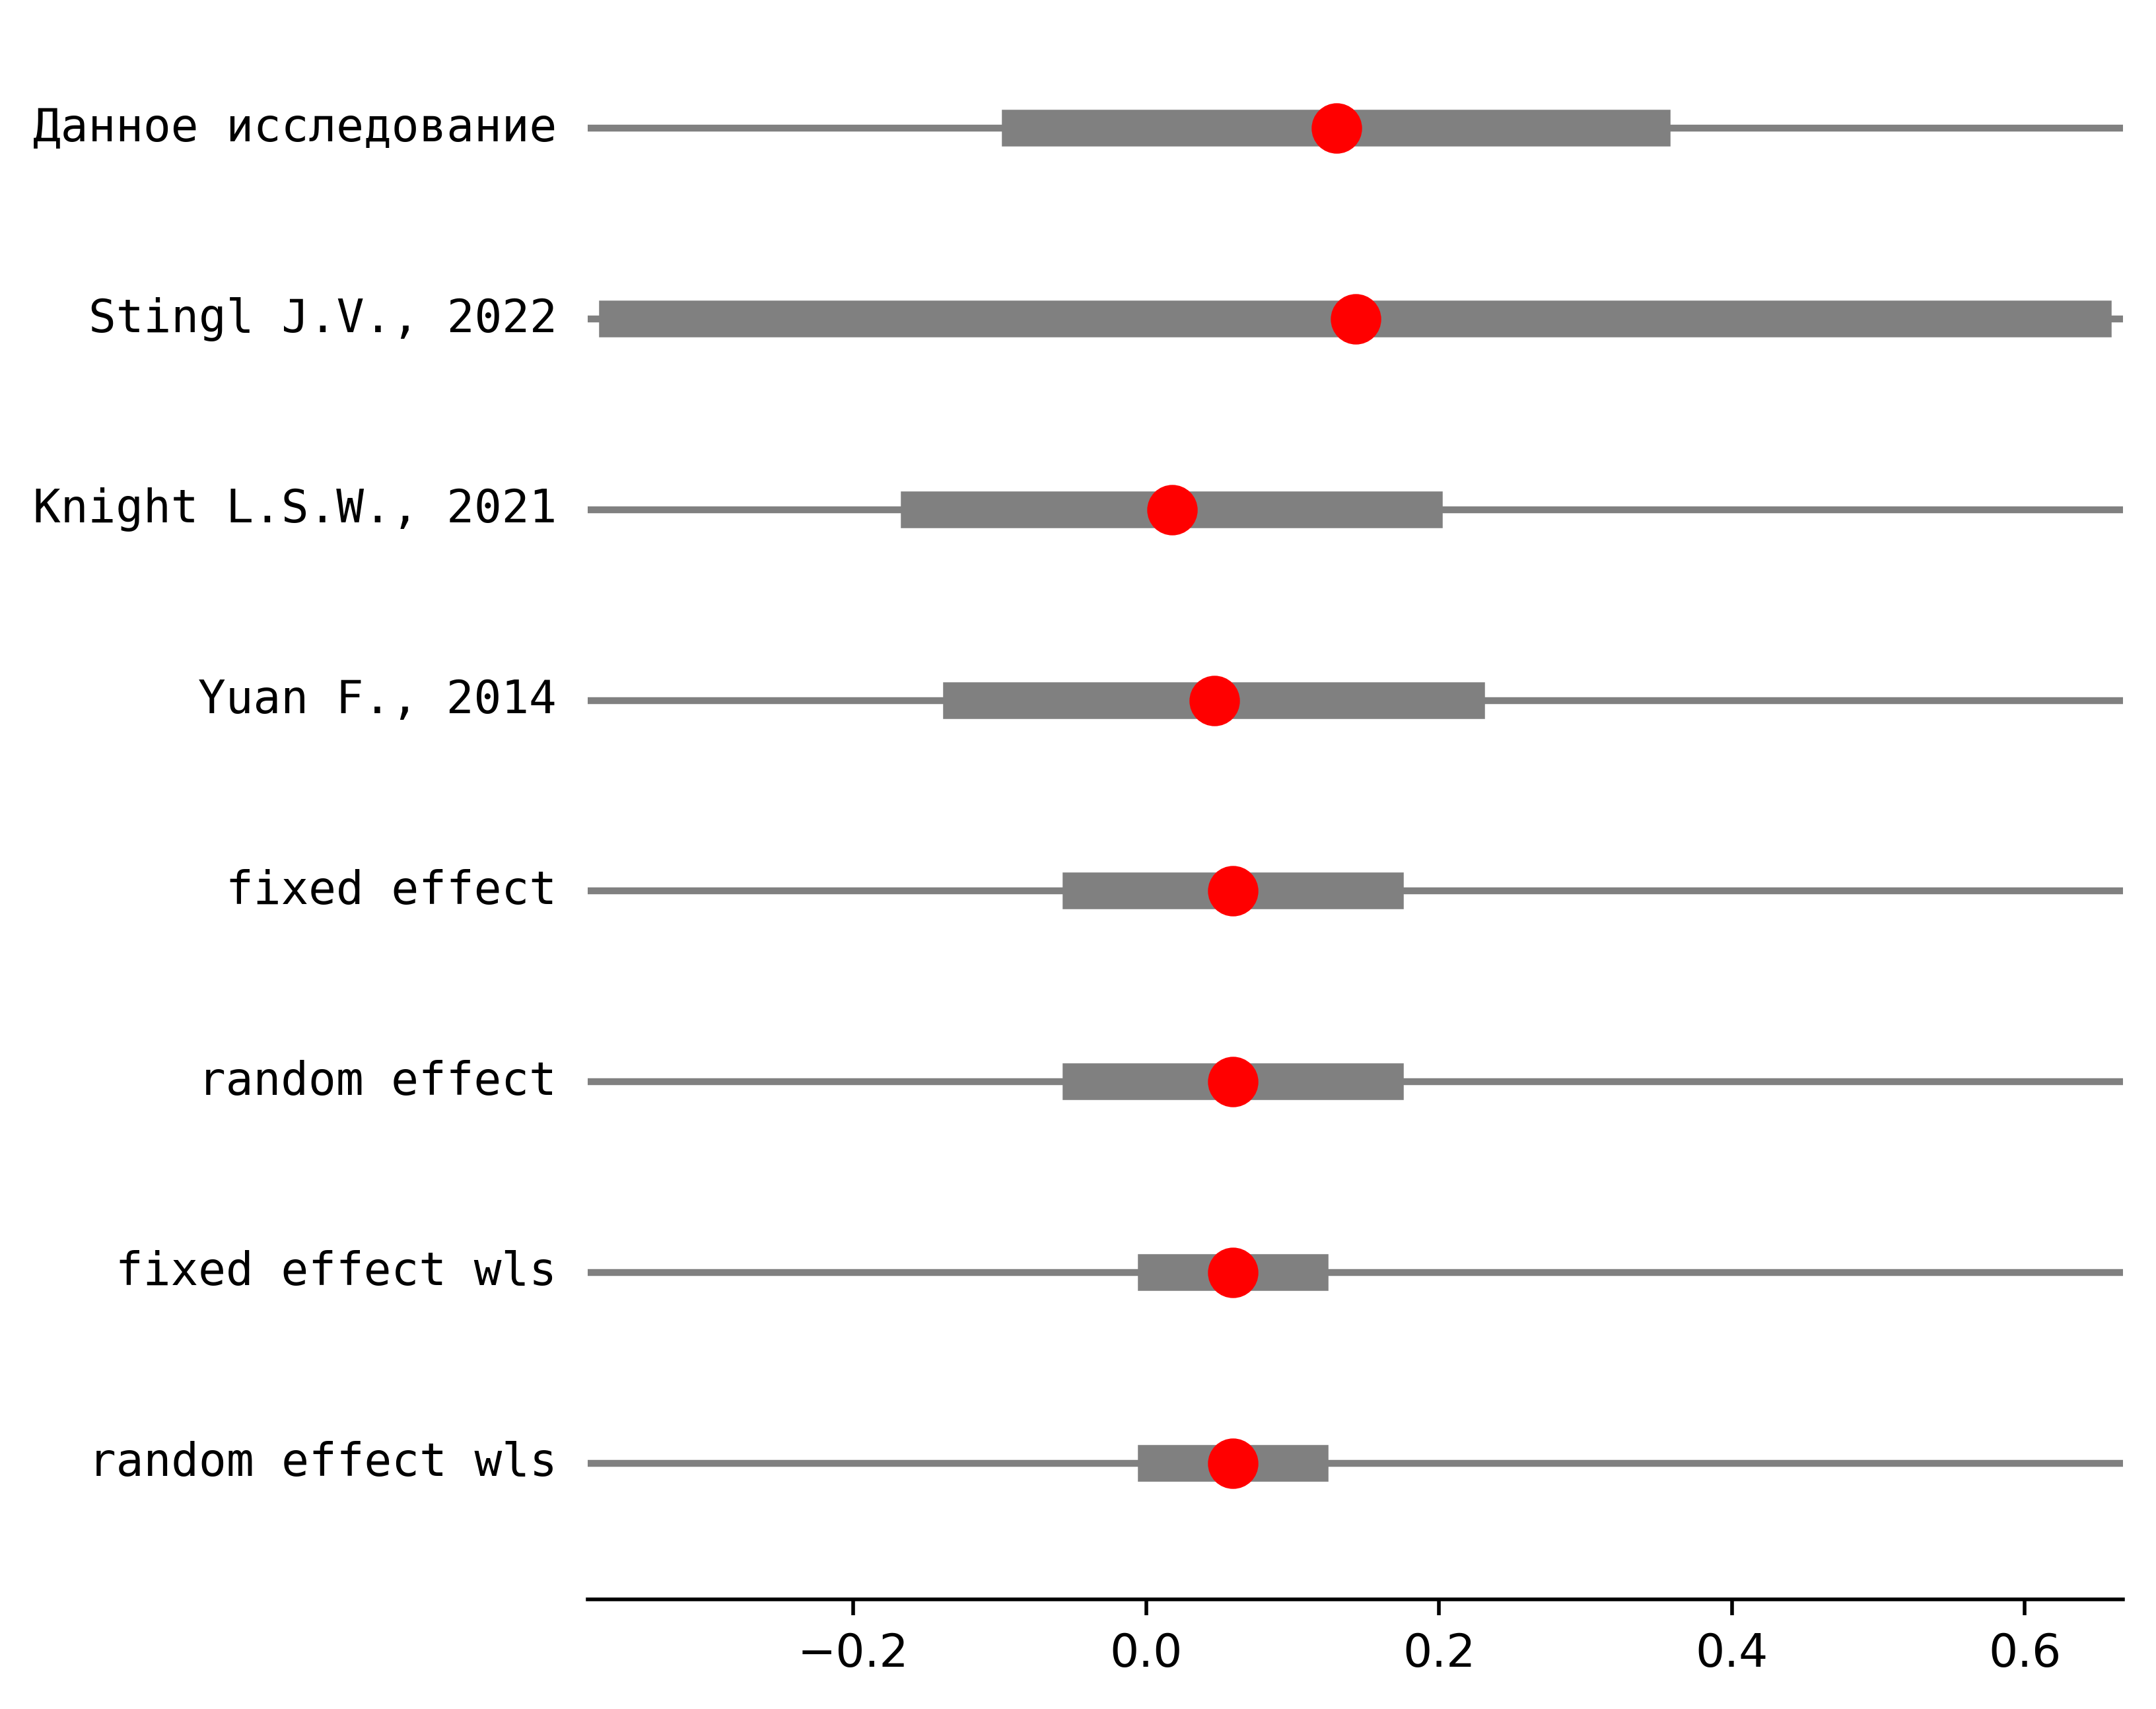 Данное исследование
Stingl J.V., 2022
Knight L.S.W., 2021
Yuan F., 2014
fixed effect
random effect
fixed effect wls
random effect wls
−0.2 0.0 0.2 0.4 0.6